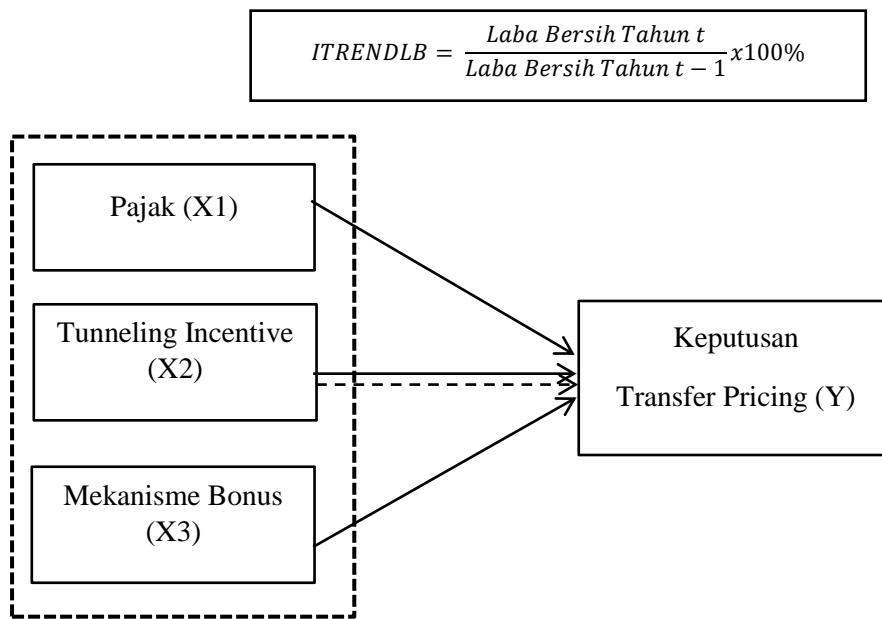 ITRENDLB = Laba Bersih Tahun t / Laba Bersih Tahun t − 1 x100%
Pajak (X1)
Tunneling Incentive
(X2)
Mekanisme Bonus
(X3)
Keputusan
Transfer Pricing (Y)